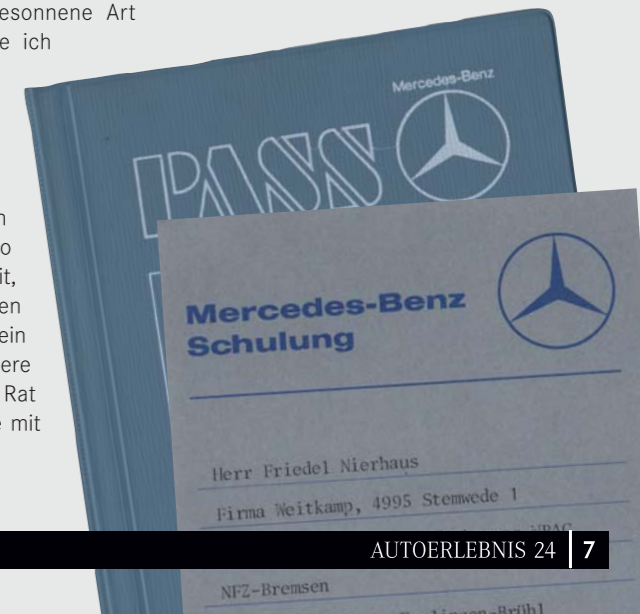 esonnene Art
e ich
n
o
it,
en
ein
ere
Rat
e mit
Mercedes-Benz
PASS
Mercedes-Benz
Schulung
Herr Friedel Nierhaus
Firma Weitkamp, 4995 Stemwede 1
NFZ-Bremsen
AUTOERLEBNIS 24 | 7